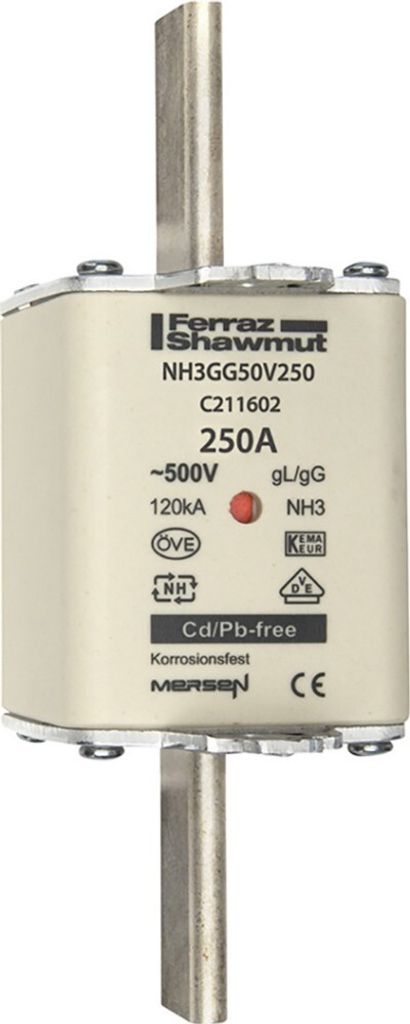 Ferraz
Shawmut
NH3GG50V250
C211602
250A
~500V gL/gG
120kA NH3
ÖVE KEMA
KEUR
NH VDE
Cd/Pb-free
Korrosionsfest
MERSEN CE